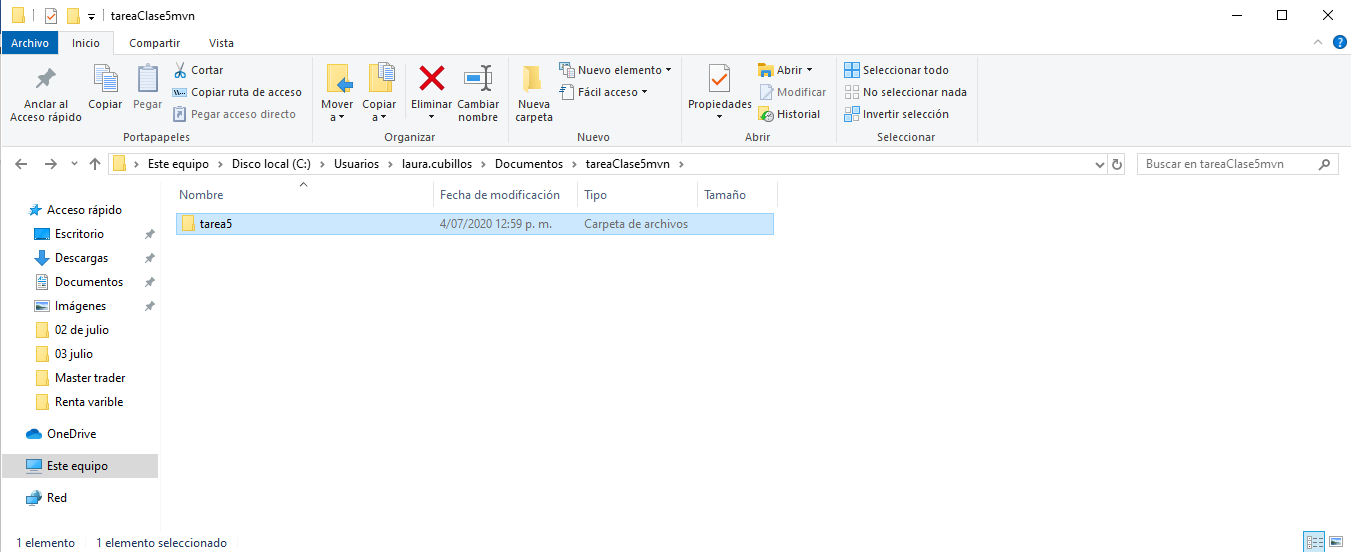 tareaClase5mvn
Archivo Inicio Compartir Vista
Anclar al Acceso rápido
Copiar
Pegar
Cortar
Copiar ruta de acceso
Pegar acceso directo
Portapapeles
Mover a
Copiar a
Eliminar
Cambiar nombre
Organizar
Nueva carpeta
Nuevo elemento
Fácil acceso
Nuevo
Propiedades
Abrir
Modificar
Historial
Abrir
Seleccionar todo
No seleccionar nada
Invertir selección
Seleccionar
Este equipo > Disco local (C:) > Usuarios > laura.cubillos > Documentos > tareaClase5mvn >
Buscar en tareaClase5mvn
Nombre Fecha de modificación Tipo Tamaño
tarea5 4/07/2020 12:59 p. m. Carpeta de archivos
Acceso rápido
Escritorio
Descargas
Documentos
Imágenes
02 de julio
03 julio
Master trader
Renta varible
OneDrive
Este equipo
Red
1 elemento 1 elemento seleccionado